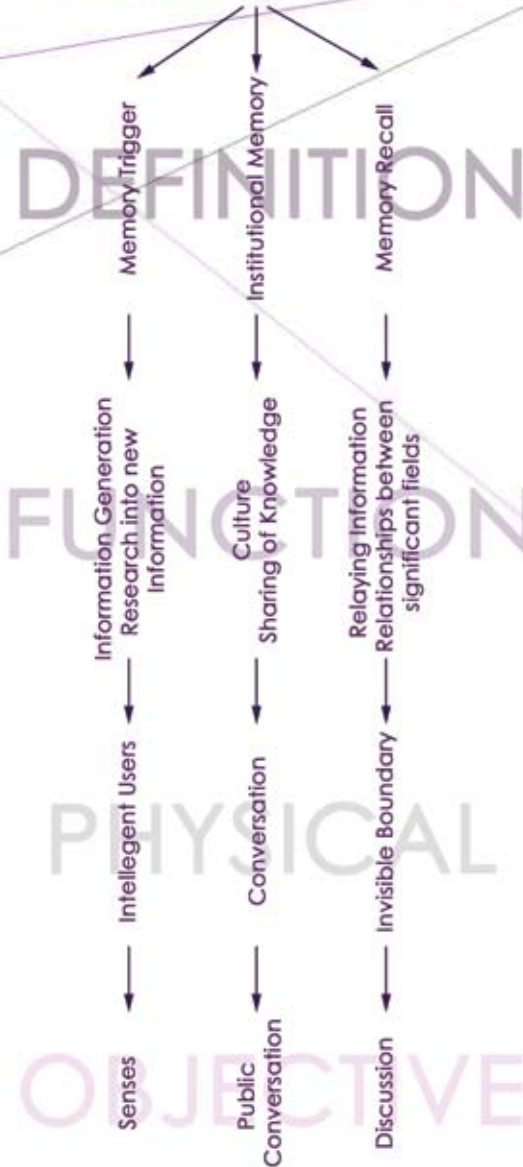 DEFINITION
Memory Trigger
Institutional Memory
Memory Recall
FUNCTION
Information Generation
Research into new
Information
Culture
Sharing of Knowledge
Relaying Information
Relationships between
significant fields
PHYSICAL
Intellegent Users
Conversation
Invisible Boundary
OBJECTIVE
Senses
Public
Conversation
Discussion